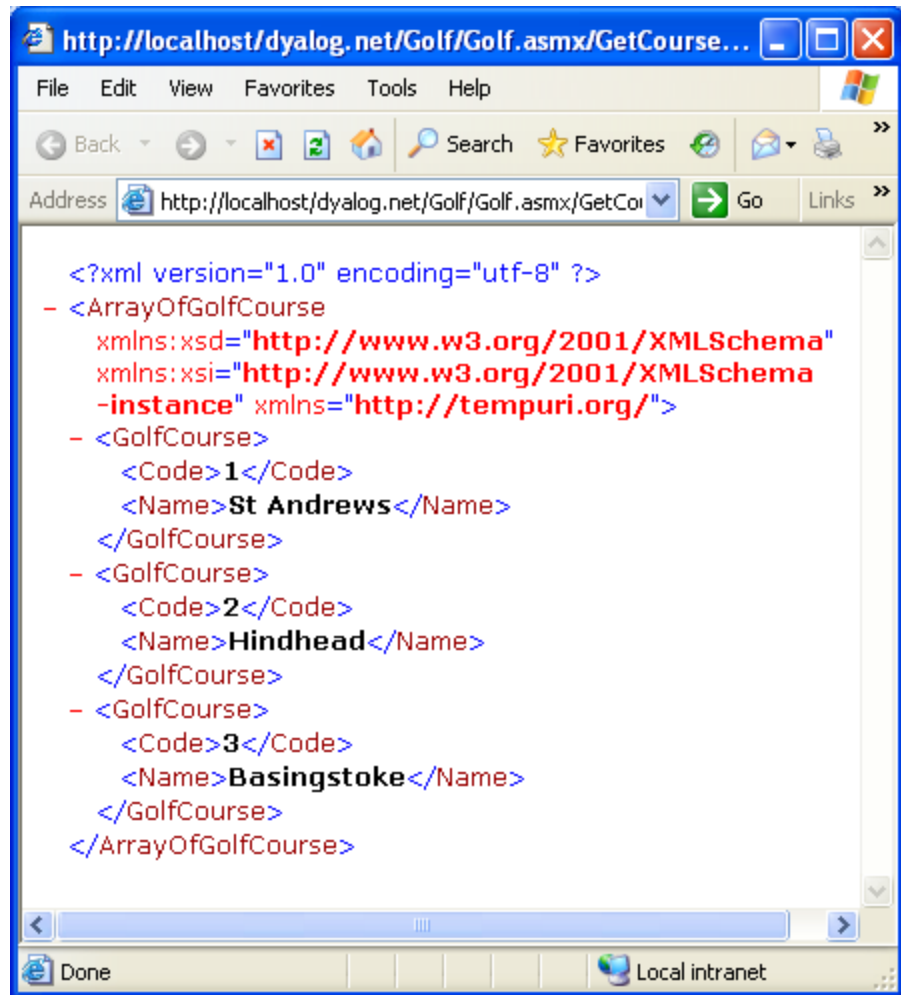 http://localhost/dyalog.net/Golf/Golf.asmx/GetCourse...
File Edit View Favorites Tools Help
Back Search Favorites »
Address http://localhost/dyalog.net/Golf/Golf.asmx/GetCou Go Links »
<?xml version="1.0" encoding="utf-8" ?>
- <ArrayOfGolfCourse
xmlns:xsd="http://www.w3.org/2001/XMLSchema"
xmlns:xsi="http://www.w3.org/2001/XMLSchema
-instance" xmlns="http://tempuri.org/">
- <GolfCourse>
<Code>1</Code>
<Name>St Andrews</Name>
</GolfCourse>
- <GolfCourse>
<Code>2</Code>
<Name>Hindhead</Name>
</GolfCourse>
- <GolfCourse>
<Code>3</Code>
<Name>Basingstoke</Name>
</GolfCourse>
</ArrayOfGolfCourse>
Done Local intranet